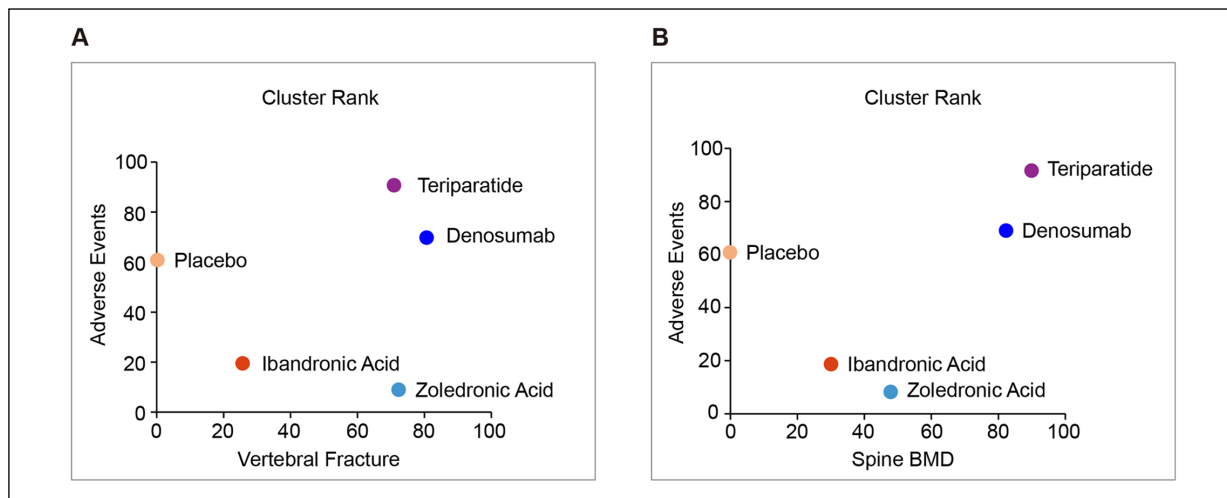 A
Cluster Rank
100
80
60
40
20
0
Adverse Events
Teriparatide
Denosumab
Placebo
Ibandronic Acid
Zoledronic Acid
0 20 40 60 80 100
Vertebral Fracture
B
Cluster Rank
100
80
60
40
20
0
Adverse Events
Teriparatide
Denosumab
Placebo
Ibandronic Acid
Zoledronic Acid
0 20 40 60 80 100
Spine BMD